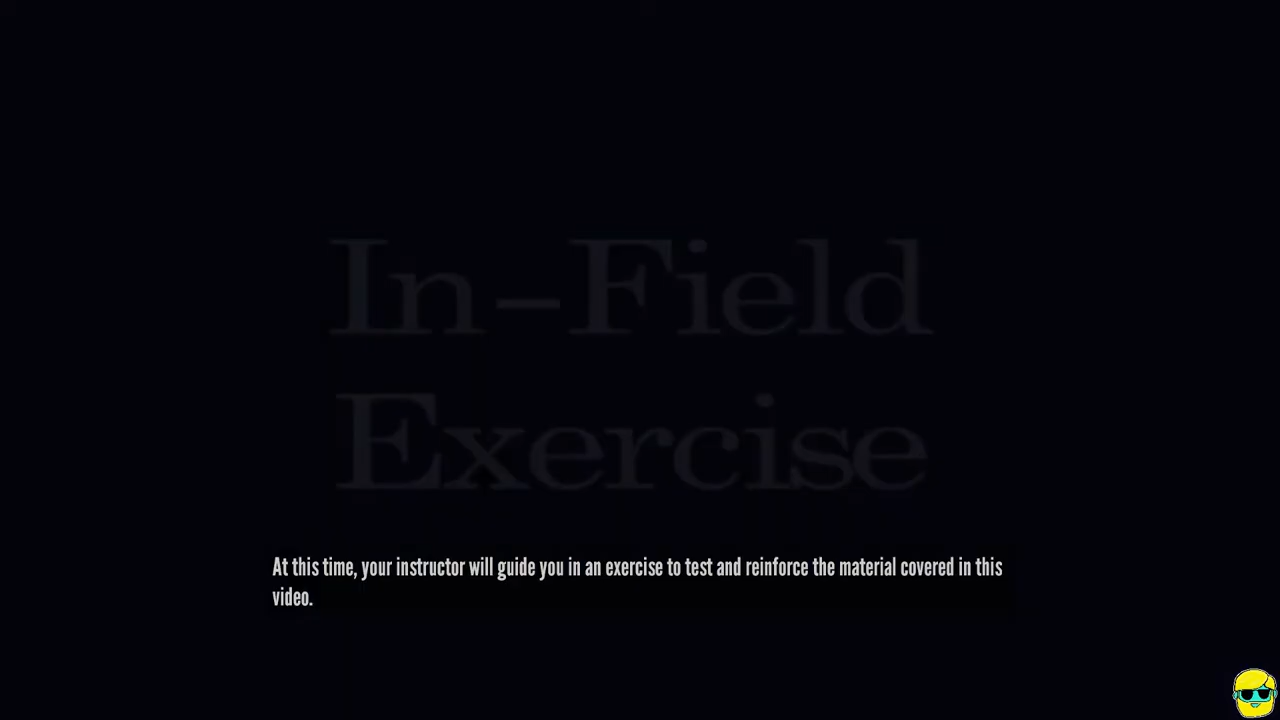 In-Field
Exercise
At this time, your instructor will guide you in an exercise to test and reinforce the material covered in this
video.